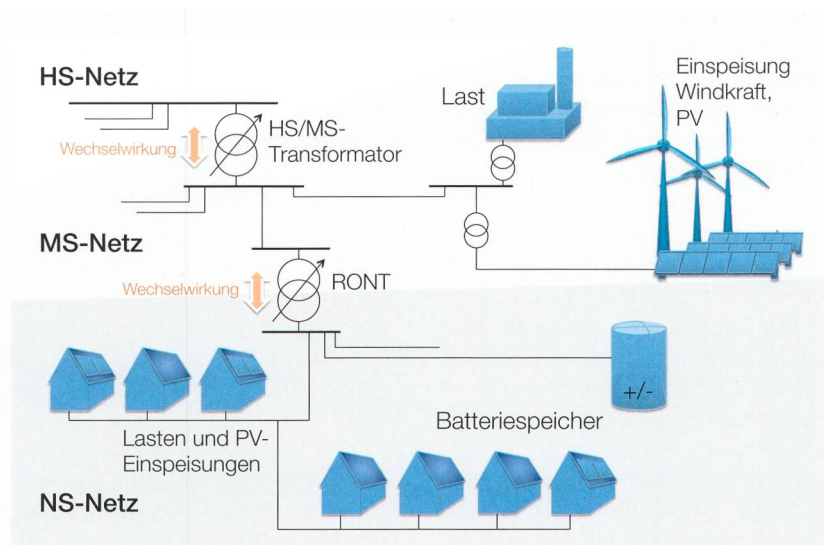 HS-Netz
Last
Einspeisung
Windkraft,
PV
Wechselwirkung
HS/MS-
Transformator
MS-Netz
Wechselwirkung
RONT
+/-
Batteriespeicher
Lasten und PV-
Einspeisungen
NS-Netz